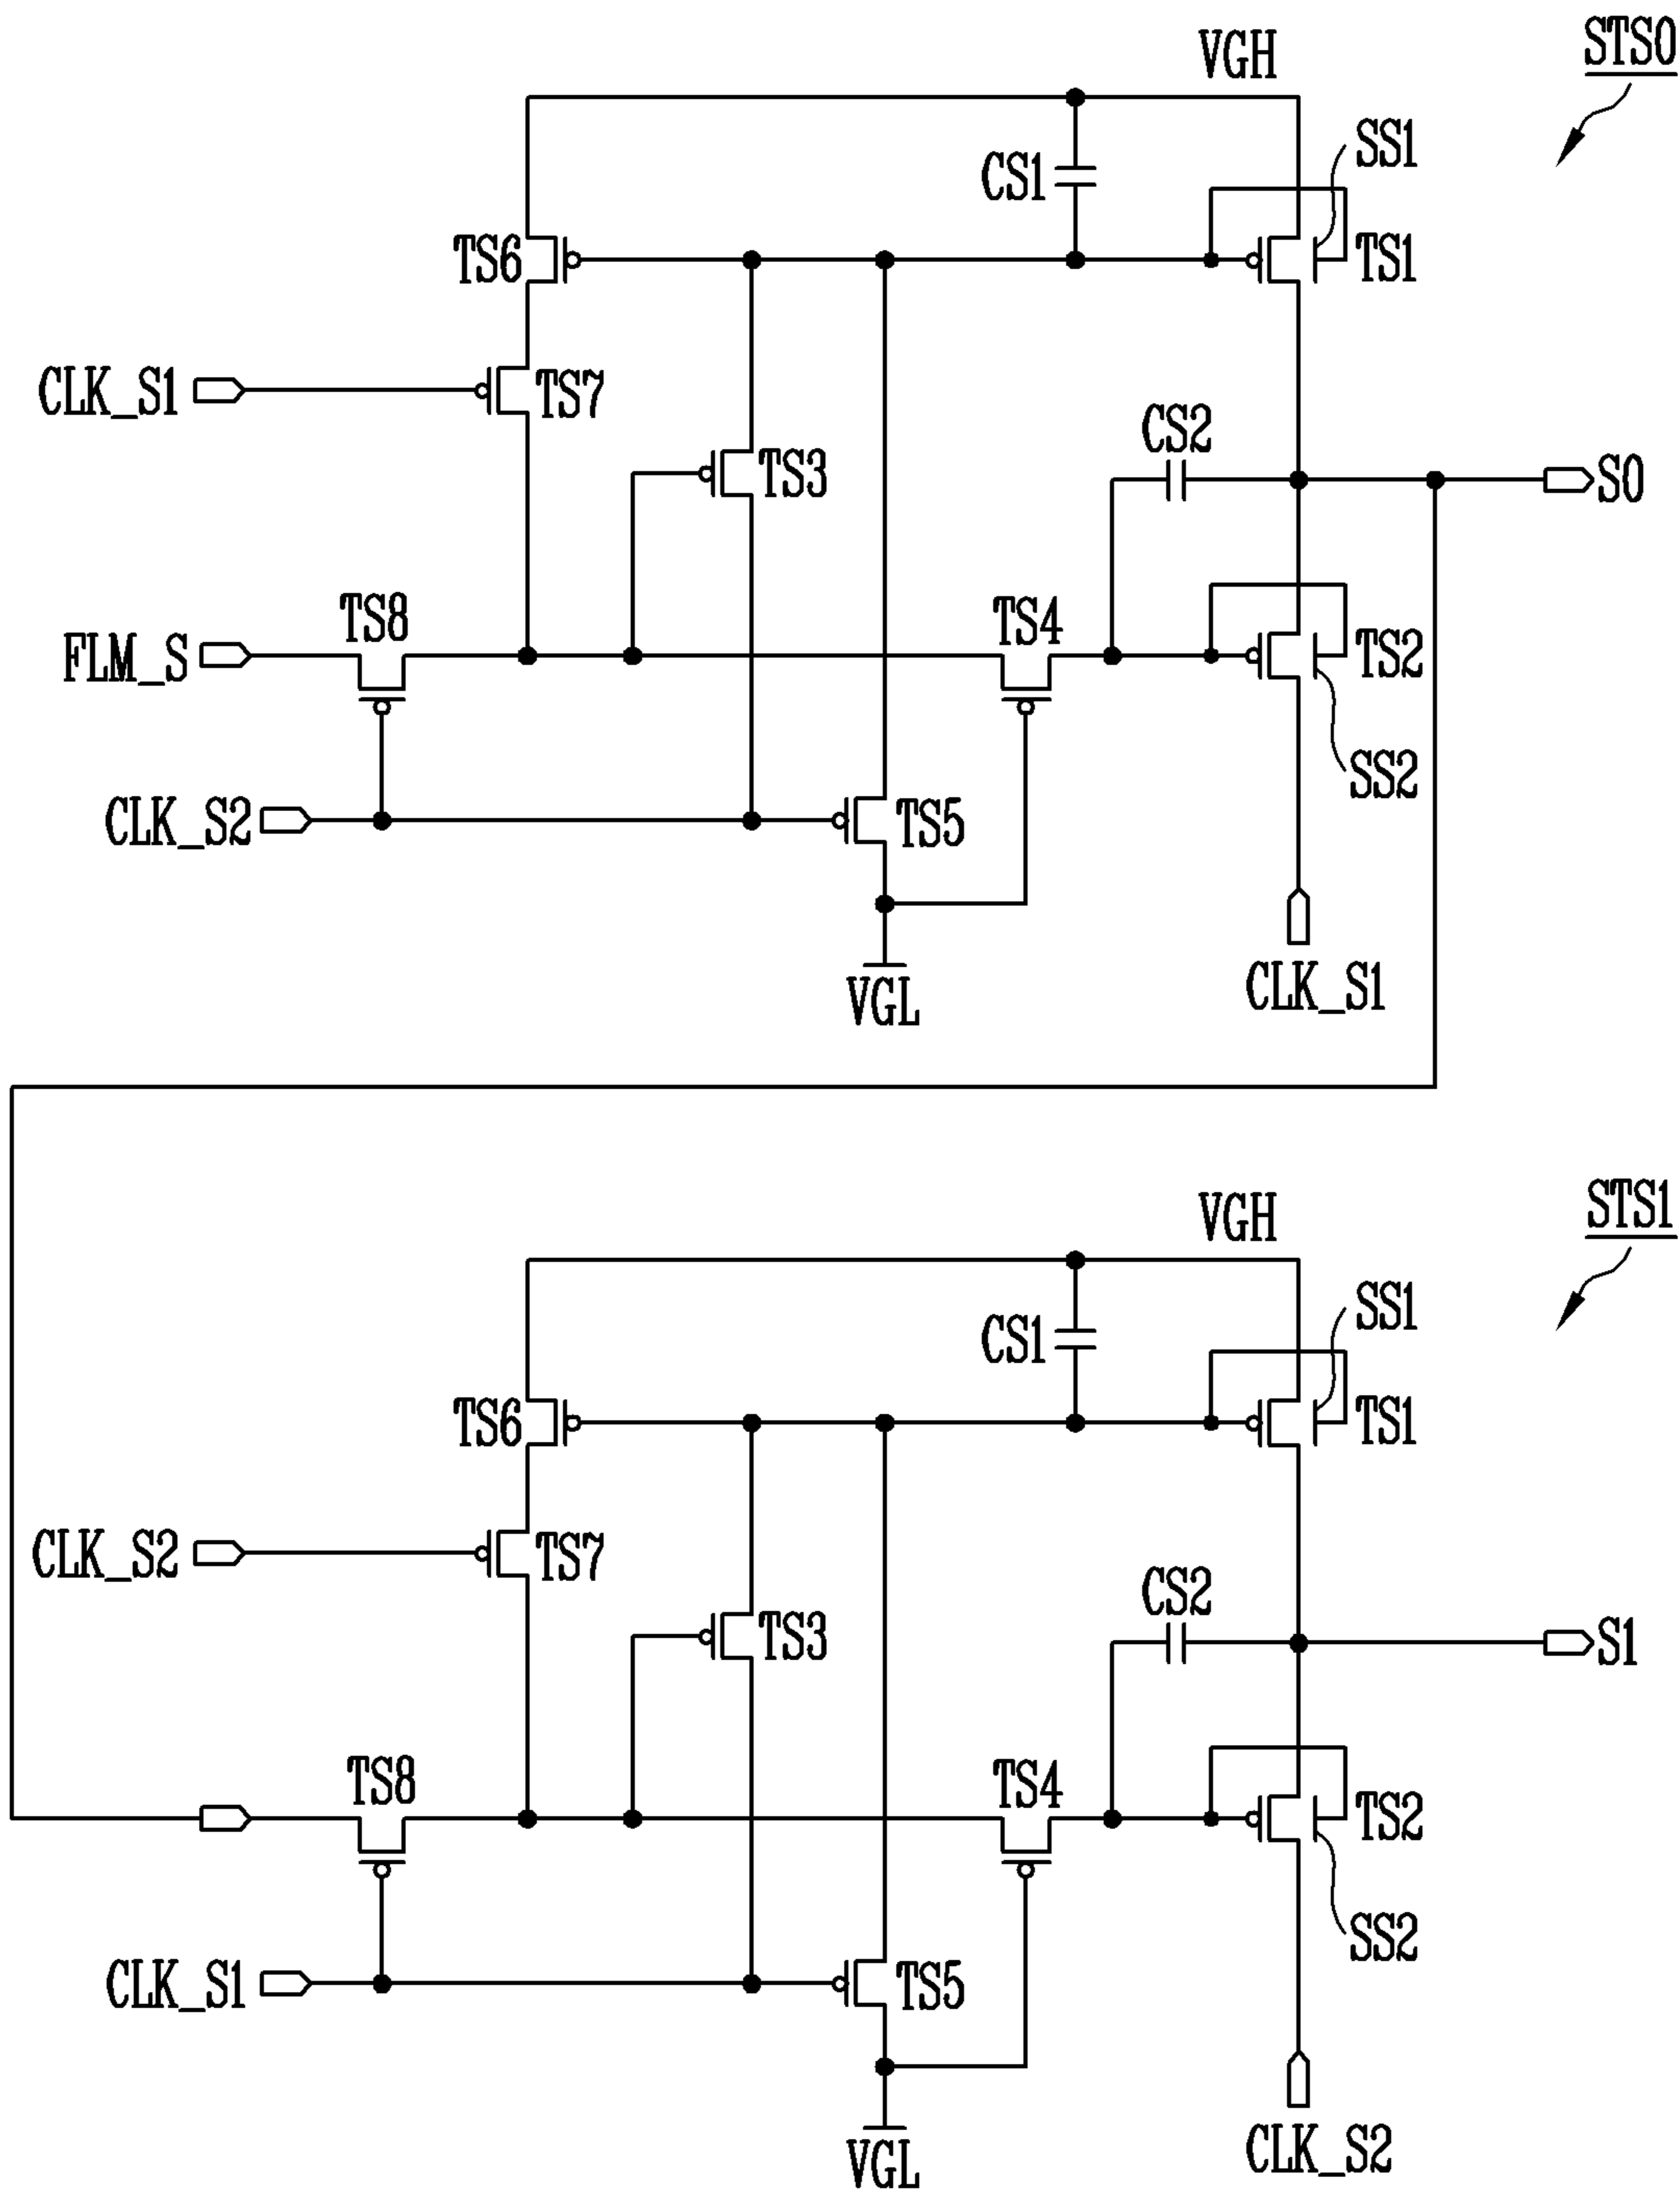 STS0
VGH
SS1
CS1
TS6
TS1
CLK_S1
TS7
CS2
TS3
S0
TS8
TS4
FLM_S
TS2
SS2
CLK_S2
TS5
CLK_S1
VGL
STS1
VGH
SS1
CS1
TS6
TS1
CLK_S2
TS7
CS2
TS3
S1
TS8
TS4
TS2
SS2
CLK_S1
TS5
CLK_S2
VGL